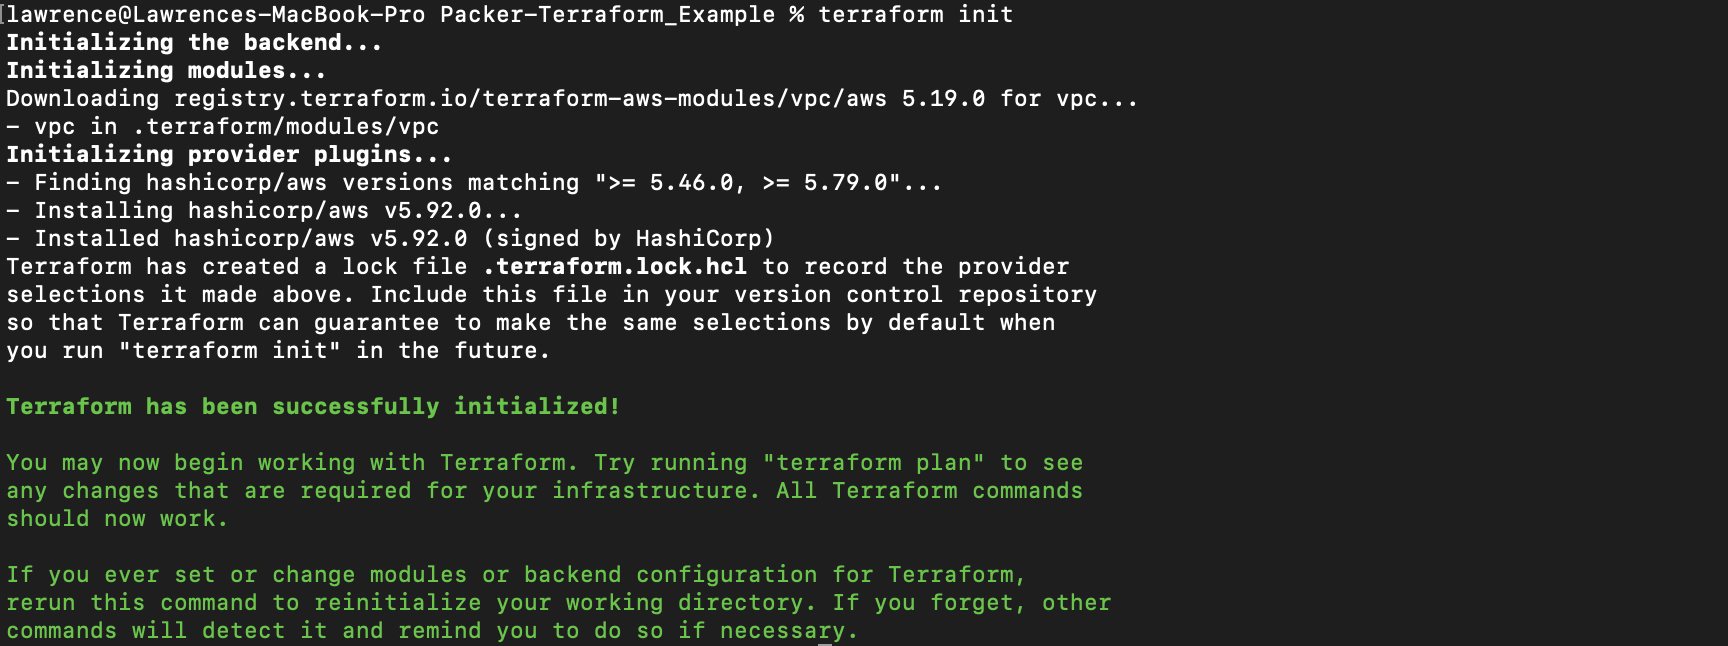 lawrence@Lawrences-MacBook-Pro Packer-Terraform_Example % terraform init
Initializing the backend...
Initializing modules...
Downloading registry.terraform.io/terraform-aws-modules/vpc/aws 5.19.0 for vpc...
- vpc in .terraform/modules/vpc
Initializing provider plugins...
- Finding hashicorp/aws versions matching ">= 5.46.0, >= 5.79.0"...
- Installing hashicorp/aws v5.92.0...
- Installed hashicorp/aws v5.92.0 (signed by HashiCorp)
Terraform has created a lock file .terraform.lock.hcl to record the provider
selections it made above. Include this file in your version control repository
so that Terraform can guarantee to make the same selections by default when
you run "terraform init" in the future.
Terraform has been successfully initialized!
You may now begin working with Terraform. Try running "terraform plan" to see
any changes that are required for your infrastructure. All Terraform commands
should now work.
If you ever set or change modules or backend configuration for Terraform,
rerun this command to reinitialize your working directory. If you forget, other
commands will detect it and remind you to do so if necessary.